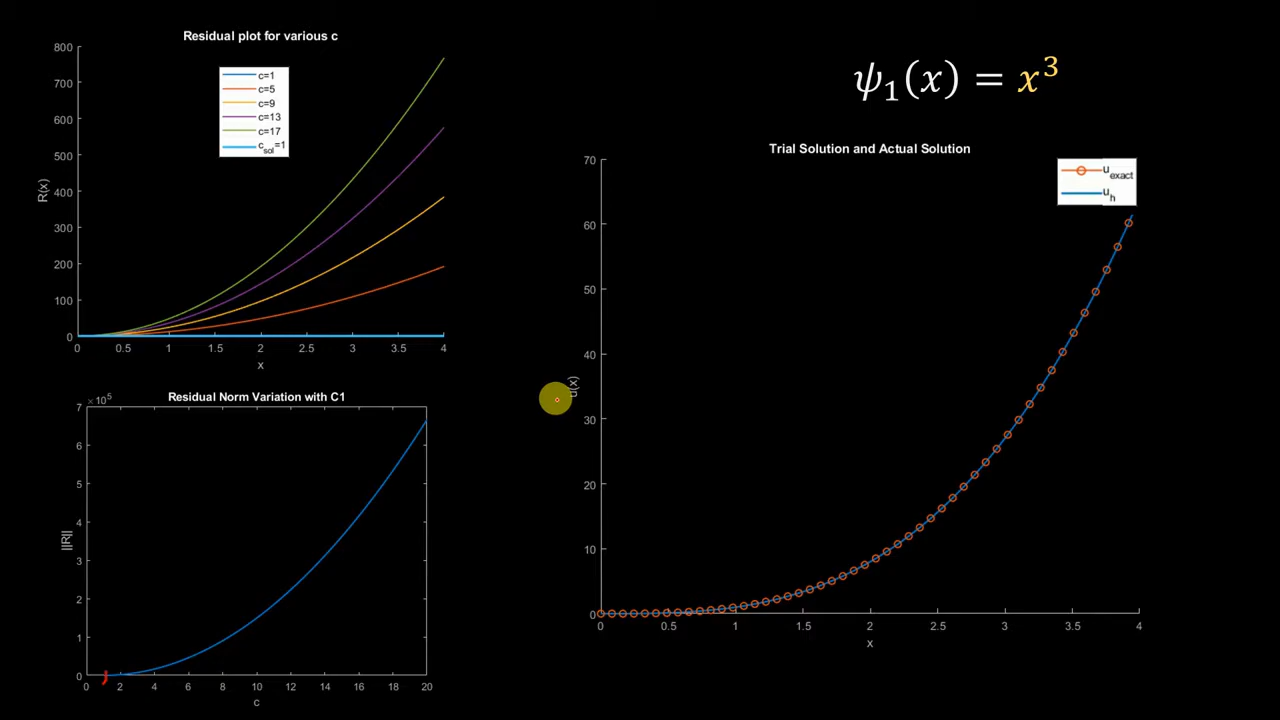 Residual plot for various c
800
700
600
500
400
300
200
100
0
R(x)
c=1
c=5
c=9
c=13
c=17
c_sol=1
0 0.5 1 1.5 2 2.5 3 3.5 4
x
Residual Norm Variation with C1
× 10^5
7
6
5
4
3
2
1
0
||R||
0 2 4 6 8 10 12 14 16 18 20
c
ψ₁(x) = x³
Trial Solution and Actual Solution
70
60
50
40
30
20
10
0
u(x)
u_exact
u_h
0 0.5 1 1.5 2 2.5 3 3.5 4
x